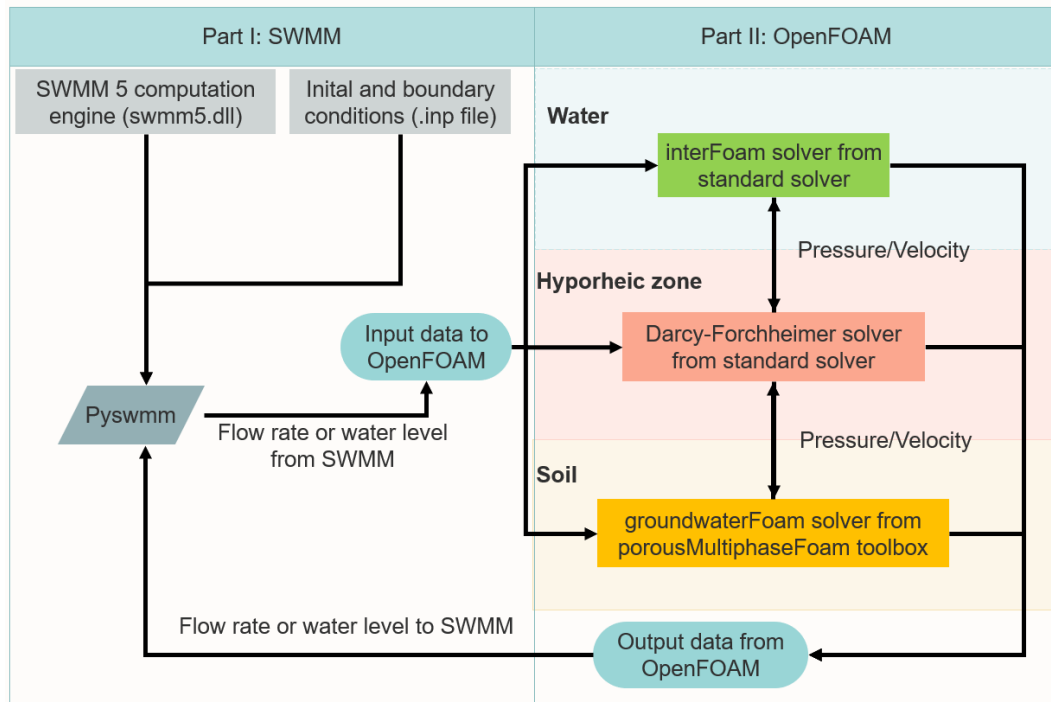 Part I: SWMM
Part II: OpenFOAM
SWMM 5 computation
engine (swmm5.dll)
Inital and boundary
conditions (.inp file)
Water
interFoam solver from
standard solver
Pressure/Velocity
Hyporheic zone
Input data to
OpenFOAM
Darcy-Forchheimer solver
from standard solver
Pyswmm
Flow rate or water level
from SWMM
Pressure/Velocity
Soil
groundwaterFoam solver from
porousMultiphaseFoam toolbox
Flow rate or water level to SWMM
Output data from
OpenFOAM